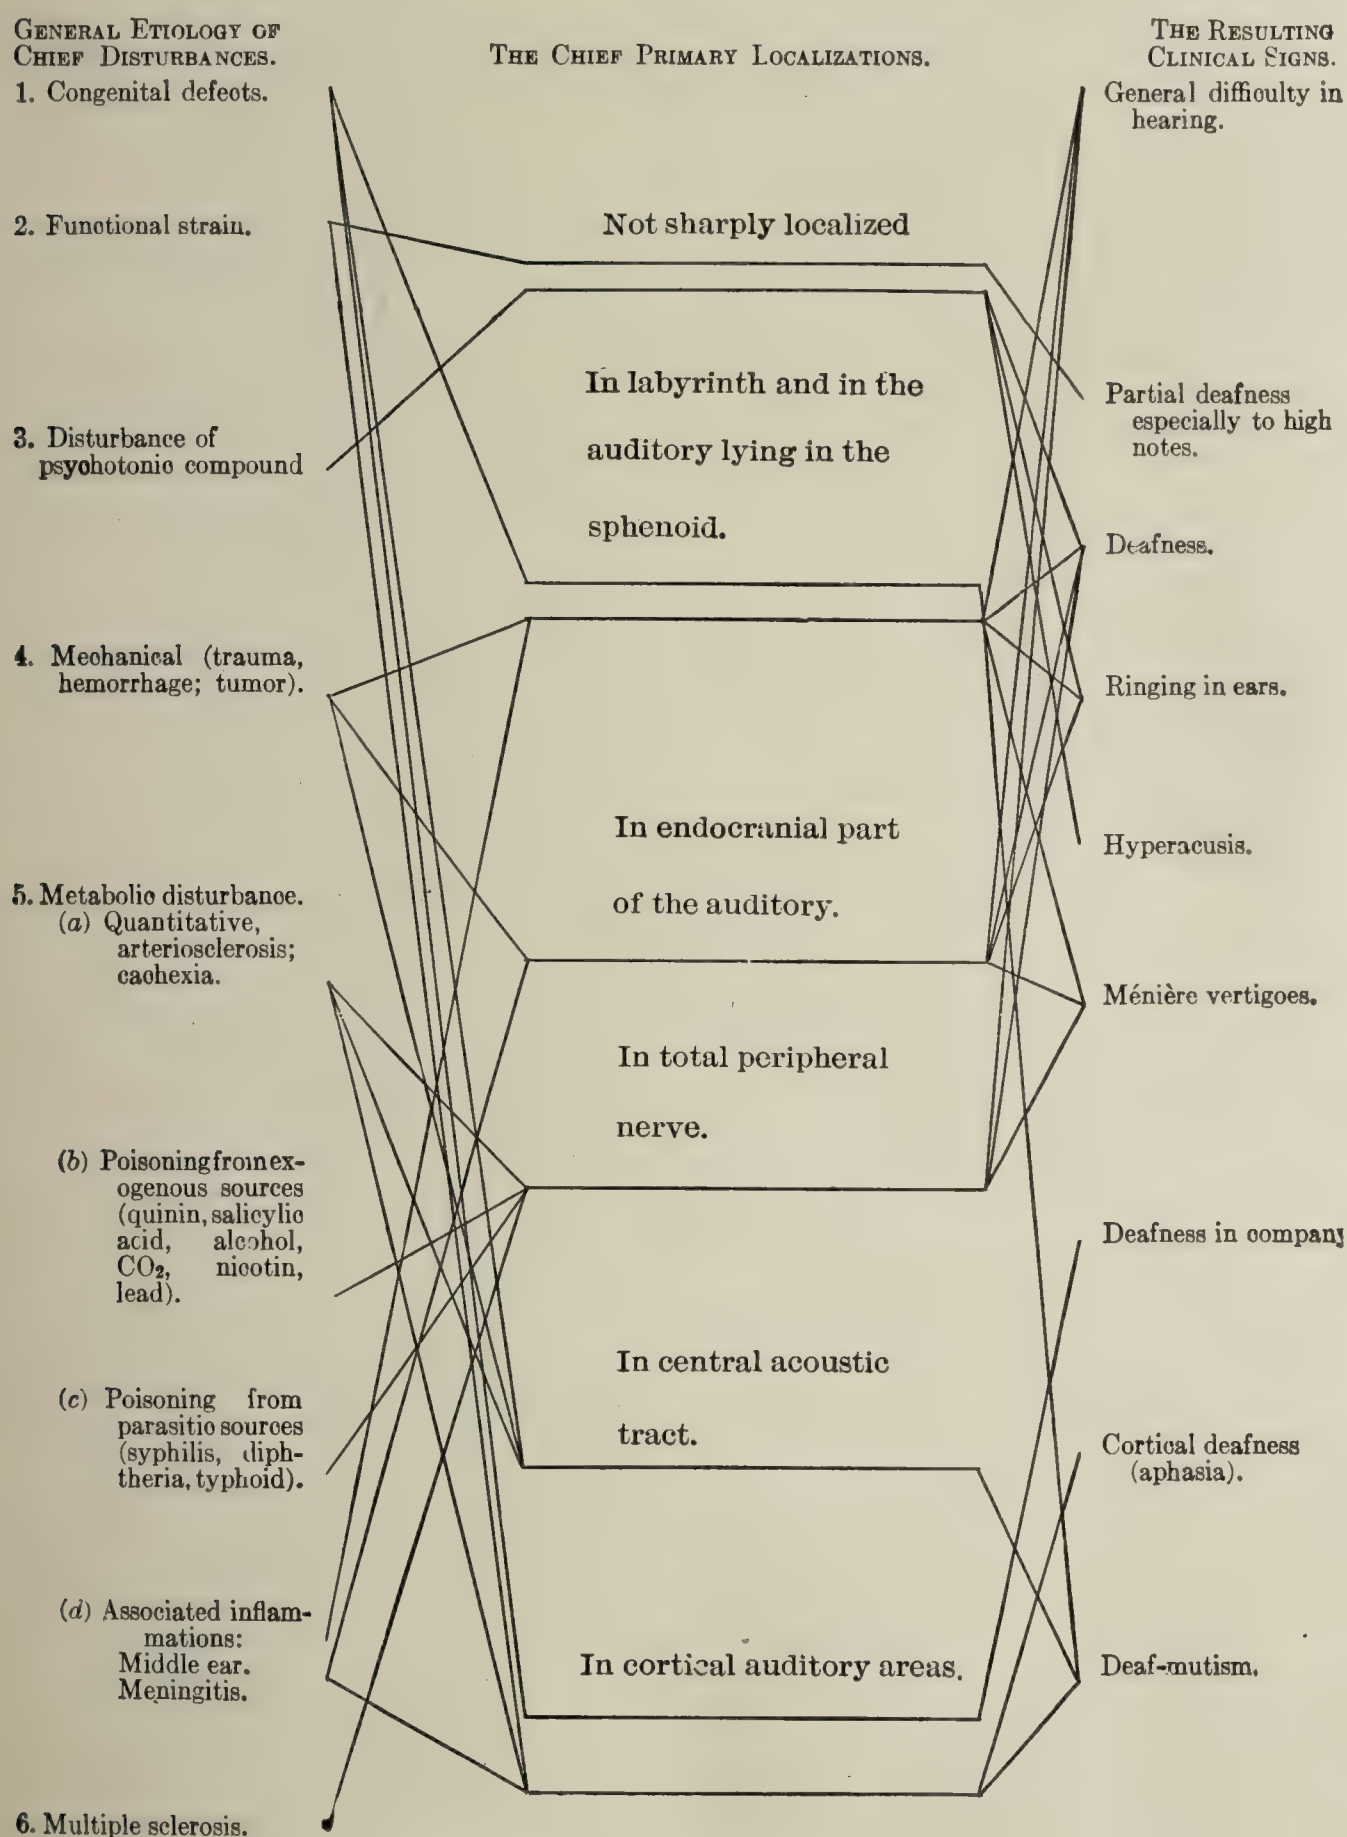 GENERAL ETIOLOGY OF
CHIEF DISTURBANCES.
1. Congenital defects.
2. Functional strain.
3. Disturbance of
psychotonic compound
4. Mechanical (trauma,
hemorrhage; tumor).
5. Metabolic disturbance.
(a) Quantitative,
arteriosclerosis;
cachexia.
(b) Poisoning from ex-
ogenous sources
(quinin, salicylic
acid, alcohol,
CO₂, nicotin,
lead).
(c) Poisoning from
parasitic sources
(syphilis, diph-
theria, typhoid).
(d) Associated inflam-
mations:
Middle ear.
Meningitis.
6. Multiple sclerosis.
THE CHIEF PRIMARY LOCALIZATIONS.
Not sharply localized
In labyrinth and in the
auditory lying in the
sphenoid.
In endocranial part
of the auditory.
In total peripheral
nerve.
In central acoustic
tract.
In cortical auditory areas.
THE RESULTING
CLINICAL SIGNS.
General difficulty in
hearing.
Partial deafness
especially to high
notes.
Deafness.
Ringing in ears.
Hyperacusis.
Ménière vertigoes.
Deafness in company
Cortical deafness
(aphasia).
Deaf-mutism.